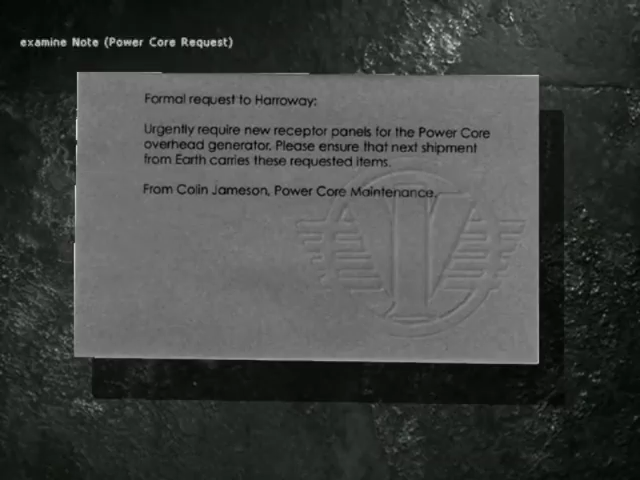 examine Note (Power Core Request)
Formal request to Harroway:
Urgently require new receptor panels for the Power Core
overhead generator. Please ensure that next shipment
from Earth carries these requested items.
From Colin Jameson, Power Core Maintenance.